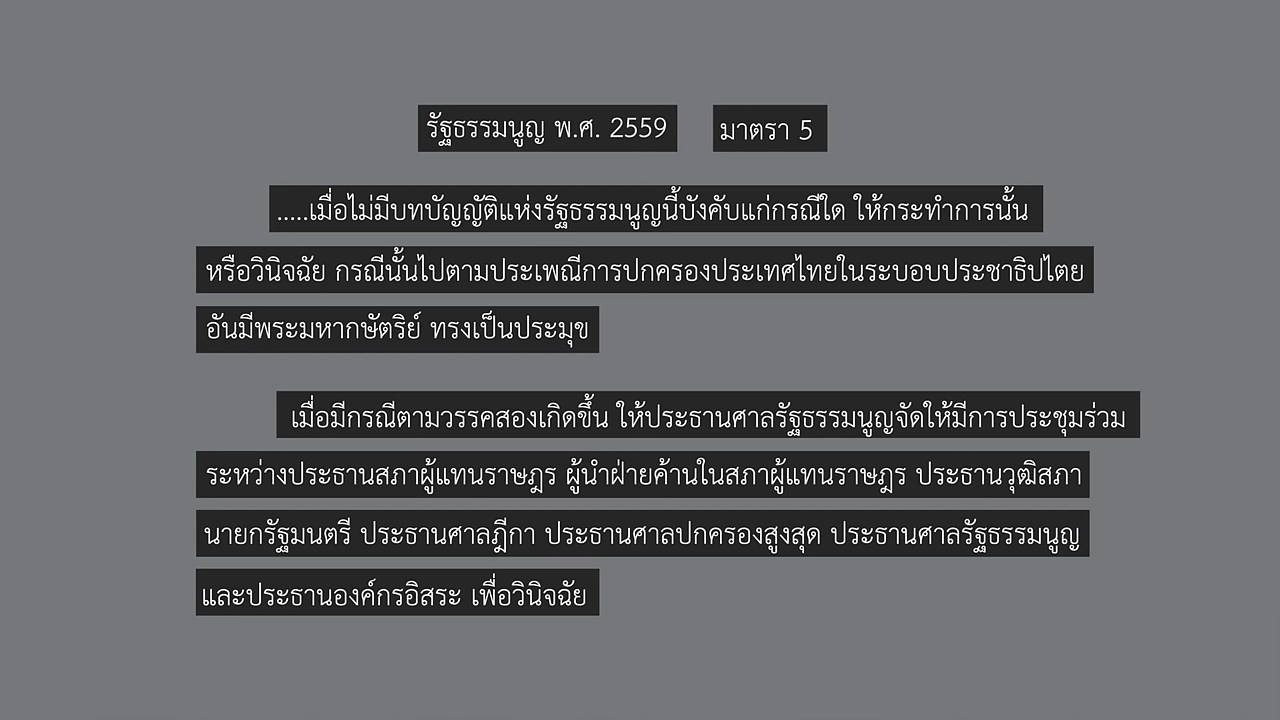 รัฐธรรมนูญ พ.ศ. 2559 มาตรา 5
.....เมื่อไม่มีบทบัญญัติแห่งรัฐธรรมนูญนี้บังคับแก่กรณีใด ให้กระทำการนั้น
หรือวินิจฉัย กรณีนั้นไปตามประเพณีการปกครองประเทศไทยในระบอบประชาธิปไตย
อันมีพระมหากษัตริย์ ทรงเป็นประมุข
เมื่อมีกรณีตามวรรคสองเกิดขึ้น ให้ประธานศาลรัฐธรรมนูญจัดให้มีการประชุมร่วม
ระหว่างประธานสภาผู้แทนราษฎร ผู้นำฝ่ายค้านในสภาผู้แทนราษฎร ประธานวุฒิสภา
นายกรัฐมนตรี ประธานศาลฎีกา ประธานศาลปกครองสูงสุด ประธานศาลรัฐธรรมนูญ
และประธานองค์กรอิสระ เพื่อวินิจฉัย